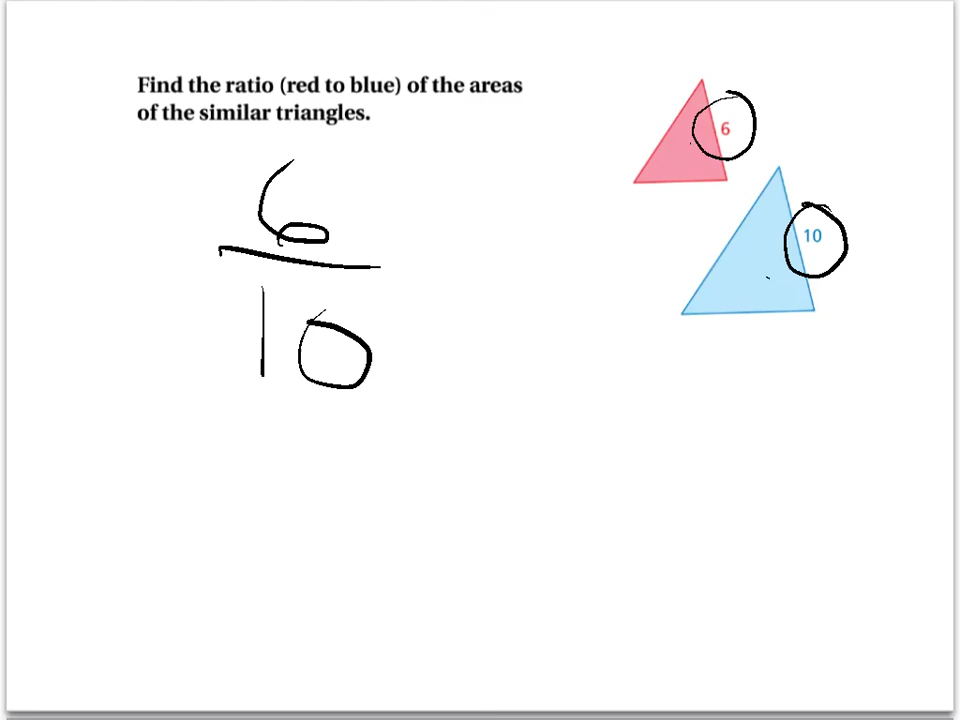 Find the ratio (red to blue) of the areas
of the similar triangles.
6
10
6
10